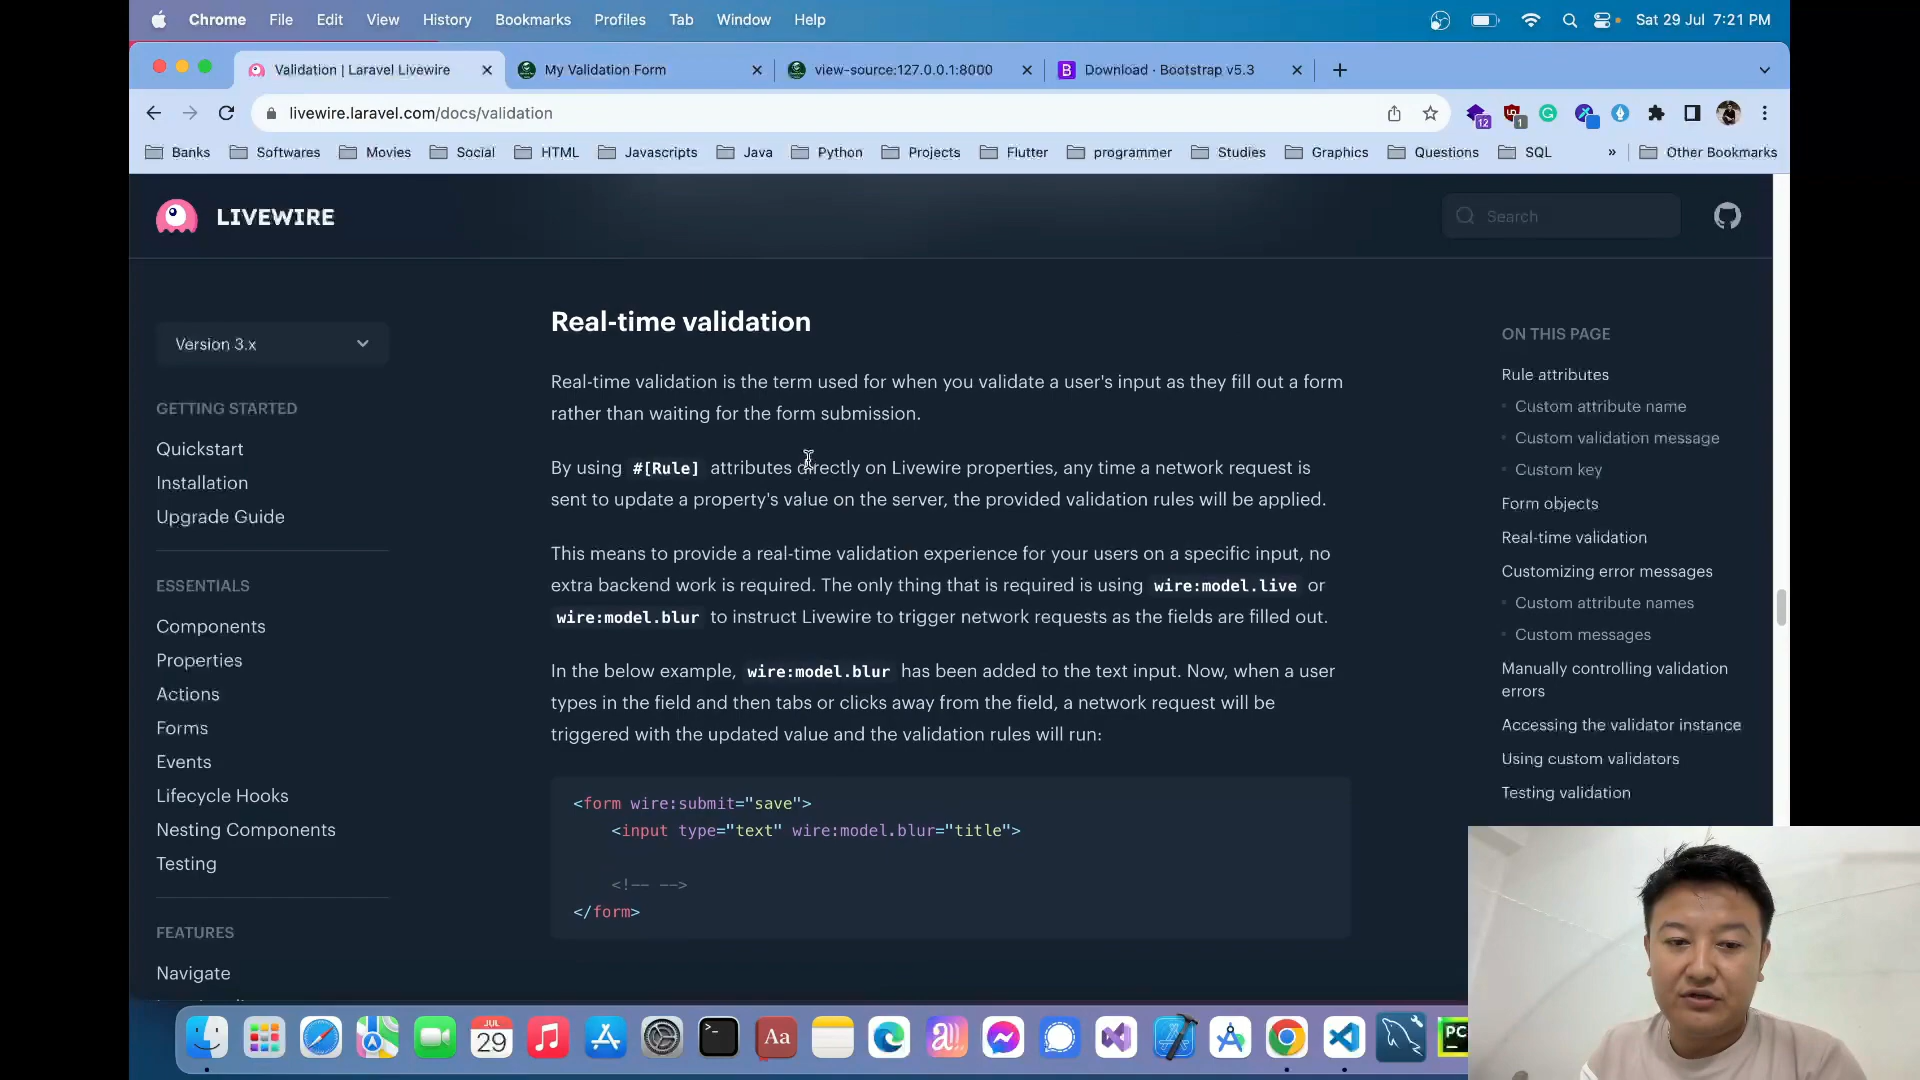 Chrome File Edit View History Bookmarks Profiles Tab Window Help Sat 29 Jul 7:21 PM
Validation | Laravel Livewire My Validation Form view-source:127.0.0.1:8000 Download · Bootstrap v5.3
livewire.laravel.com/docs/validation 12 1
Banks Softwares Movies Social HTML Javascripts Java Python Projects Flutter programmer Studies Graphics Questions SQL » Other Bookmarks
LIVEWIRE Search
Version 3.x
GETTING STARTED
Quickstart
Installation
Upgrade Guide
ESSENTIALS
Components
Properties
Actions
Forms
Events
Lifecycle Hooks
Nesting Components
Testing
FEATURES
Navigate
Real-time validation
Real-time validation is the term used for when you validate a user's input as they fill out a form
rather than waiting for the form submission.
By using #[Rule] attributes directly on Livewire properties, any time a network request is
sent to update a property's value on the server, the provided validation rules will be applied.
This means to provide a real-time validation experience for your users on a specific input, no
extra backend work is required. The only thing that is required is using wire:model.live or
wire:model.blur to instruct Livewire to trigger network requests as the fields are filled out.
In the below example, wire:model.blur has been added to the text input. Now, when a user
types in the field and then tabs or clicks away from the field, a network request will be
triggered with the updated value and the validation rules will run:
<form wire:submit="save">
<input type="text" wire:model.blur="title">
<!-- -->
</form>
ON THIS PAGE
Rule attributes
Custom attribute name
Custom validation message
Custom key
Form objects
Real-time validation
Customizing error messages
Custom attribute names
Custom messages
Manually controlling validation
errors
Accessing the validator instance
Using custom validators
Testing validation
JUL
29
Aa
PC